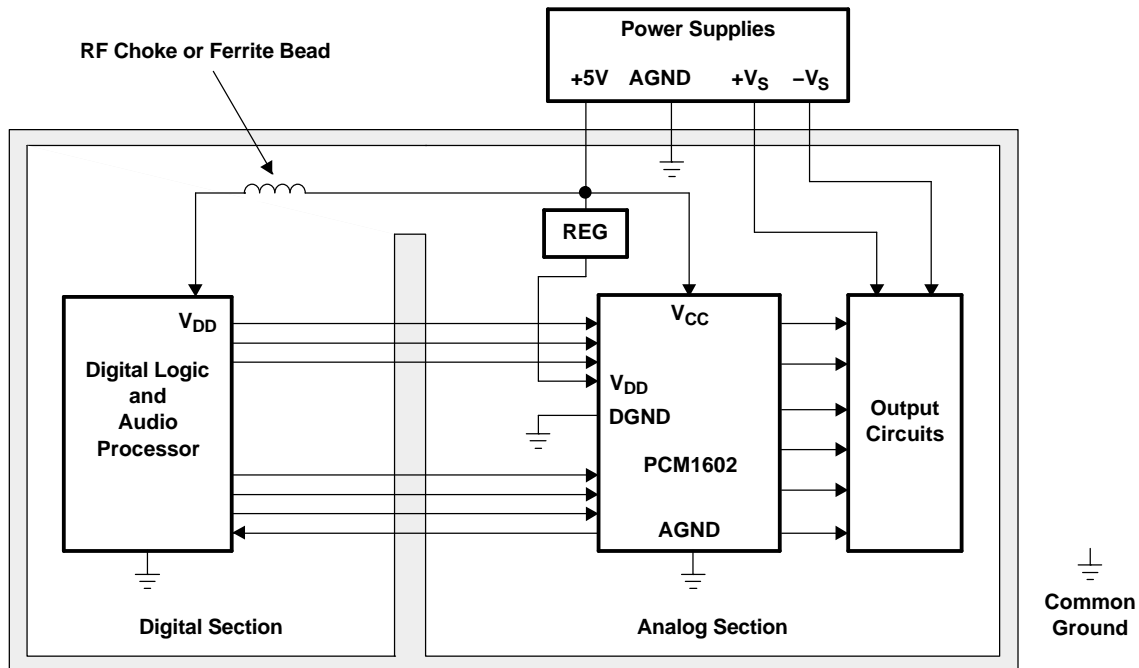 Power Supplies
RF Choke or Ferrite Bead
+5V AGND +VS –VS
REG
VDD
VCC
Digital Logic
and
Audio
Processor
VDD
DGND
PCM1602
AGND
Output
Circuits
Digital Section
Analog Section
Common
Ground